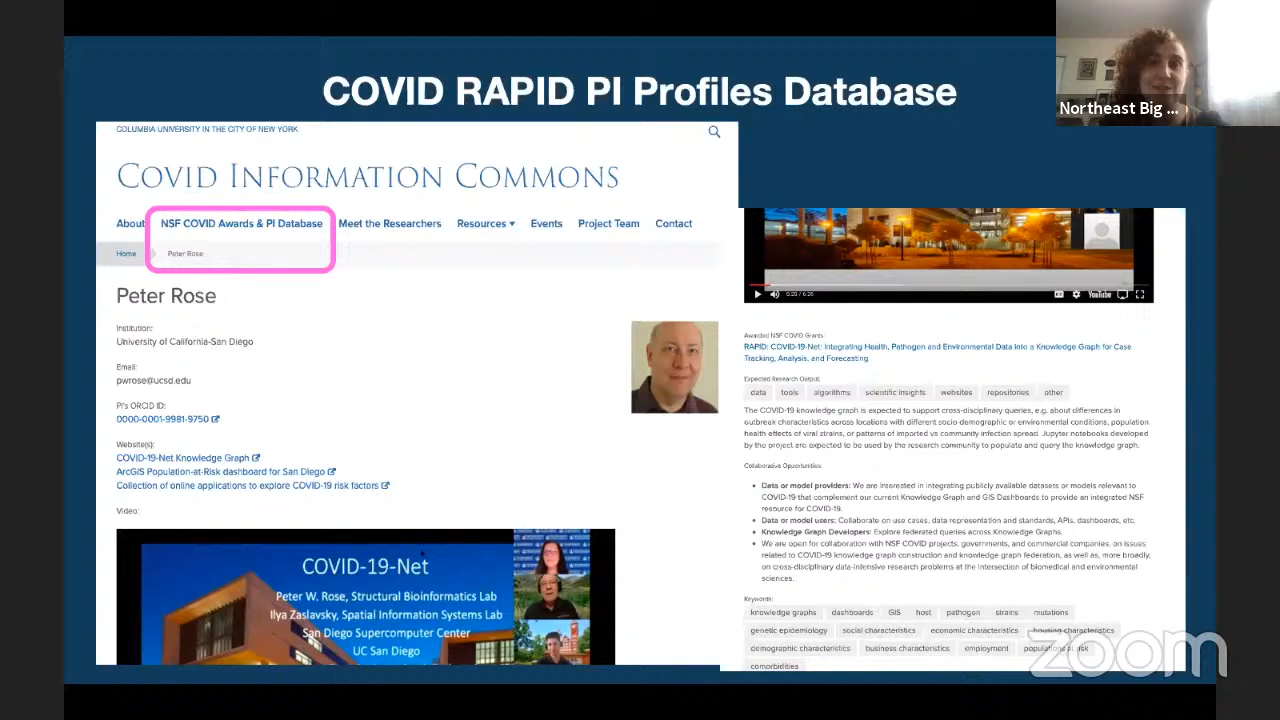 COVID RAPID PI Profiles Database
Northeast Big ...
COLUMBIA UNIVERSITY IN THE CITY OF NEW YORK
COVID INFORMATION COMMONS
About NSF COVID Awards & PI Database Meet the Researchers Resources Events Project Team Contact
Home Peter Rose
Peter Rose
Institution:
University of California-San Diego
Email:
pwrose@ucsd.edu
PI's ORCID ID:
0000-0001-9981-9750
Website(s):
COVID-19-Net Knowledge Graph
ArcGIS Population-at-Risk dashboard for San Diego
Collection of online applications to explore COVID-19 risk factors
Video:
COVID-19-Net
Peter W. Rose, Structural Bioinformatics Lab
Ilya Zaslavsky, Spatial Information Systems Lab
San Diego Supercomputer Center
UC San Diego
0:20 / 6:26
YouTube
Awarded NSF COVID Grants:
RAPID: COVID-19-Net: Integrating Health, Pathogen and Environmental Data into a Knowledge Graph for Case
Tracking, Analysis, and Forecasting
Expected Research Output:
data tools algorithms scientific insights websites repositories other
The COVID-19 knowledge graph is expected to support cross-disciplinary queries, e.g. about differences in
outbreak characteristics across locations with different socio-demographic or environmental conditions, population
health effects of viral strains, or patterns of imported vs community infection spread. Jupyter notebooks developed
by the project are expected to be used by the research community to populate and query the knowledge graph.
Collaborative Opportunities:
Data or model providers: We are interested in integrating publicly available datasets or models relevant to
COVID-19 that complement our current Knowledge Graph and GIS Dashboards to provide an integrated NSF
resource for COVID-19.
Data or model users: Collaborate on use cases, data representation and standards, APIs, dashboards, etc.
Knowledge Graph Developers: Explore federated queries across Knowledge Graphs.
We are open for collaboration with NSF COVID projects, governments, and commercial companies, on issues
related to COVID-19 knowledge graph construction and knowledge graph federation, as well as, more broadly,
on cross-disciplinary data-intensive research problems at the intersection of biomedical and environmental
sciences.
Keywords:
knowledge graphs dashboards GIS host pathogen strains mutations
genetic epidemiology social characteristics economic characteristics housing characteristics
demographic characteristics business characteristics employment populations at risk
comorbidities
zoom